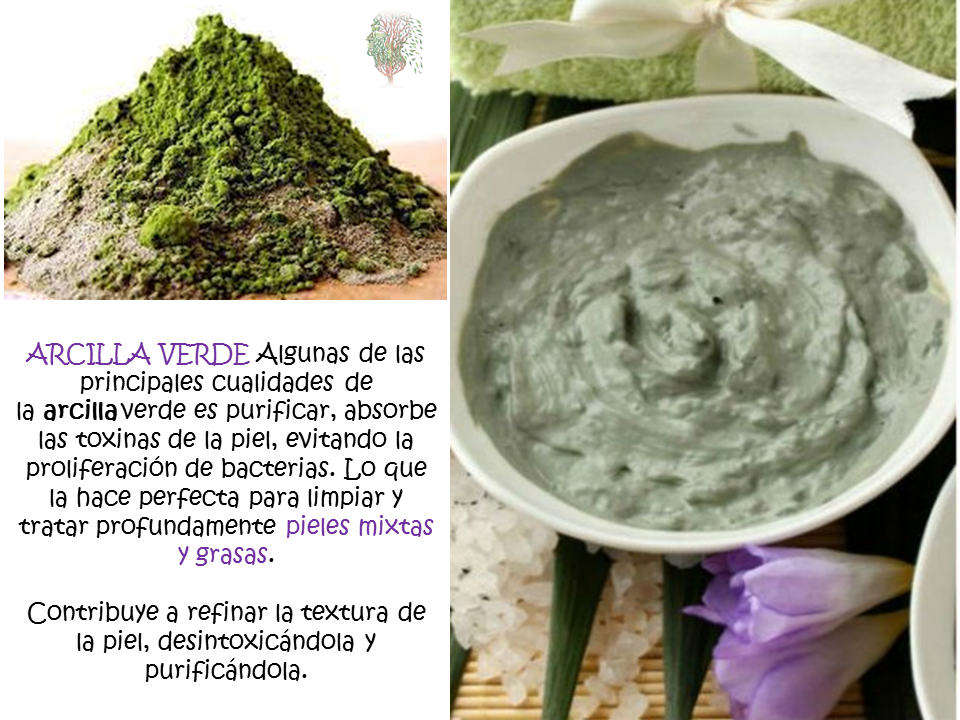 ARCILLA VERDE Algunas de las
principales cualidades de
la arcilla verde es purificar, absorbe
las toxinas de la piel, evitando la
proliferación de bacterias. Lo que
la hace perfecta para limpiar y
tratar profundamente pieles mixtas
y grasas.
Contribuye a refinar la textura de
la piel, desintoxicándola y
purificándola.